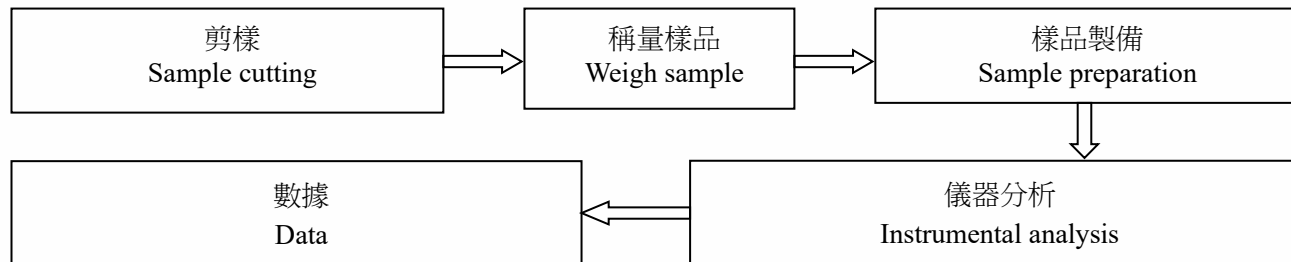 剪樣
Sample cutting
稱量樣品
Weigh sample
樣品製備
Sample preparation
儀器分析
Instrumental analysis
數據
Data